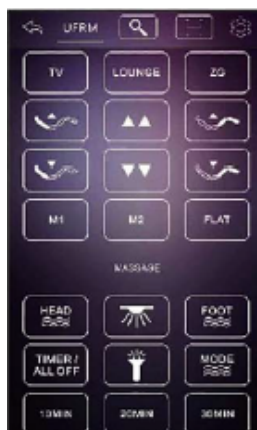 UFRM
TV LOUNGE ZG
M1 M2 FLAT
MASSAGE
HEAD FOOT
TIMER / ALL OFF MODE
10MIN 20MIN 30MIN